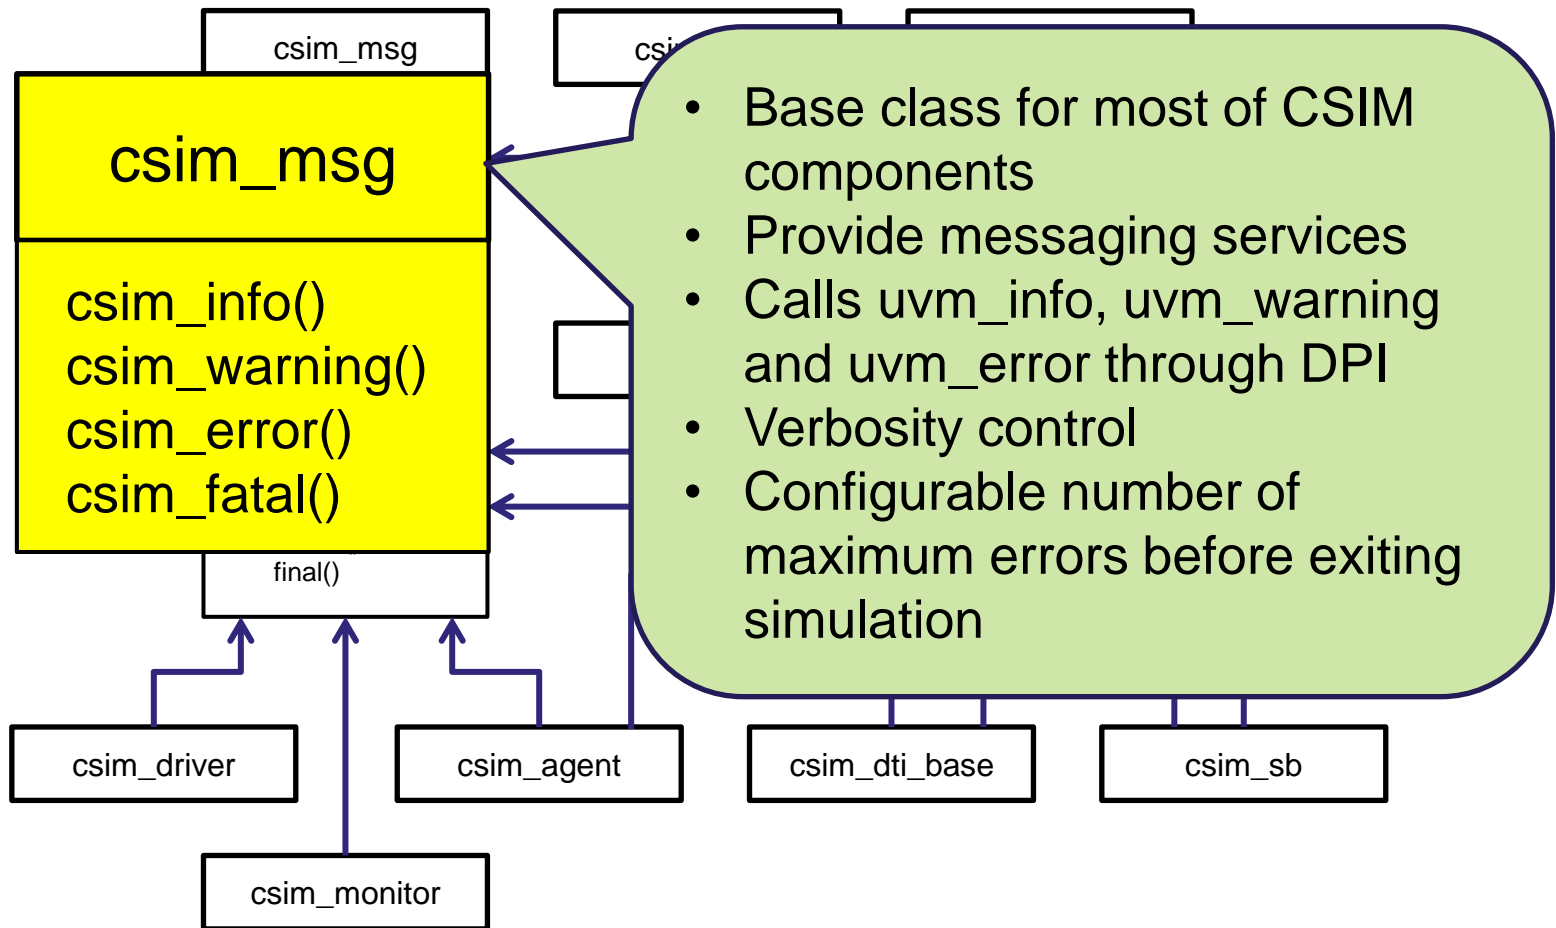 csim_msg
csim_msg
csim_info()
csim_warning()
csim_error()
csim_fatal()
final()
• Base class for most of CSIM
components
• Provide messaging services
• Calls uvm_info, uvm_warning
and uvm_error through DPI
• Verbosity control
• Configurable number of
maximum errors before exiting
simulation
csim_driver
csim_agent
csim_dti_base
csim_sb
csim_monitor